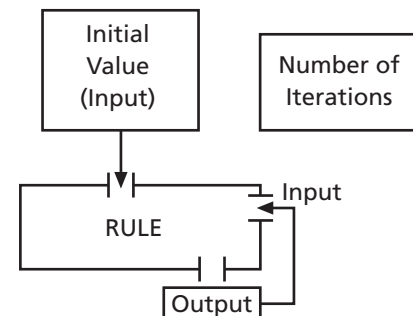 Initial
Value
(Input)
Number of
Iterations
Input
RULE
Output